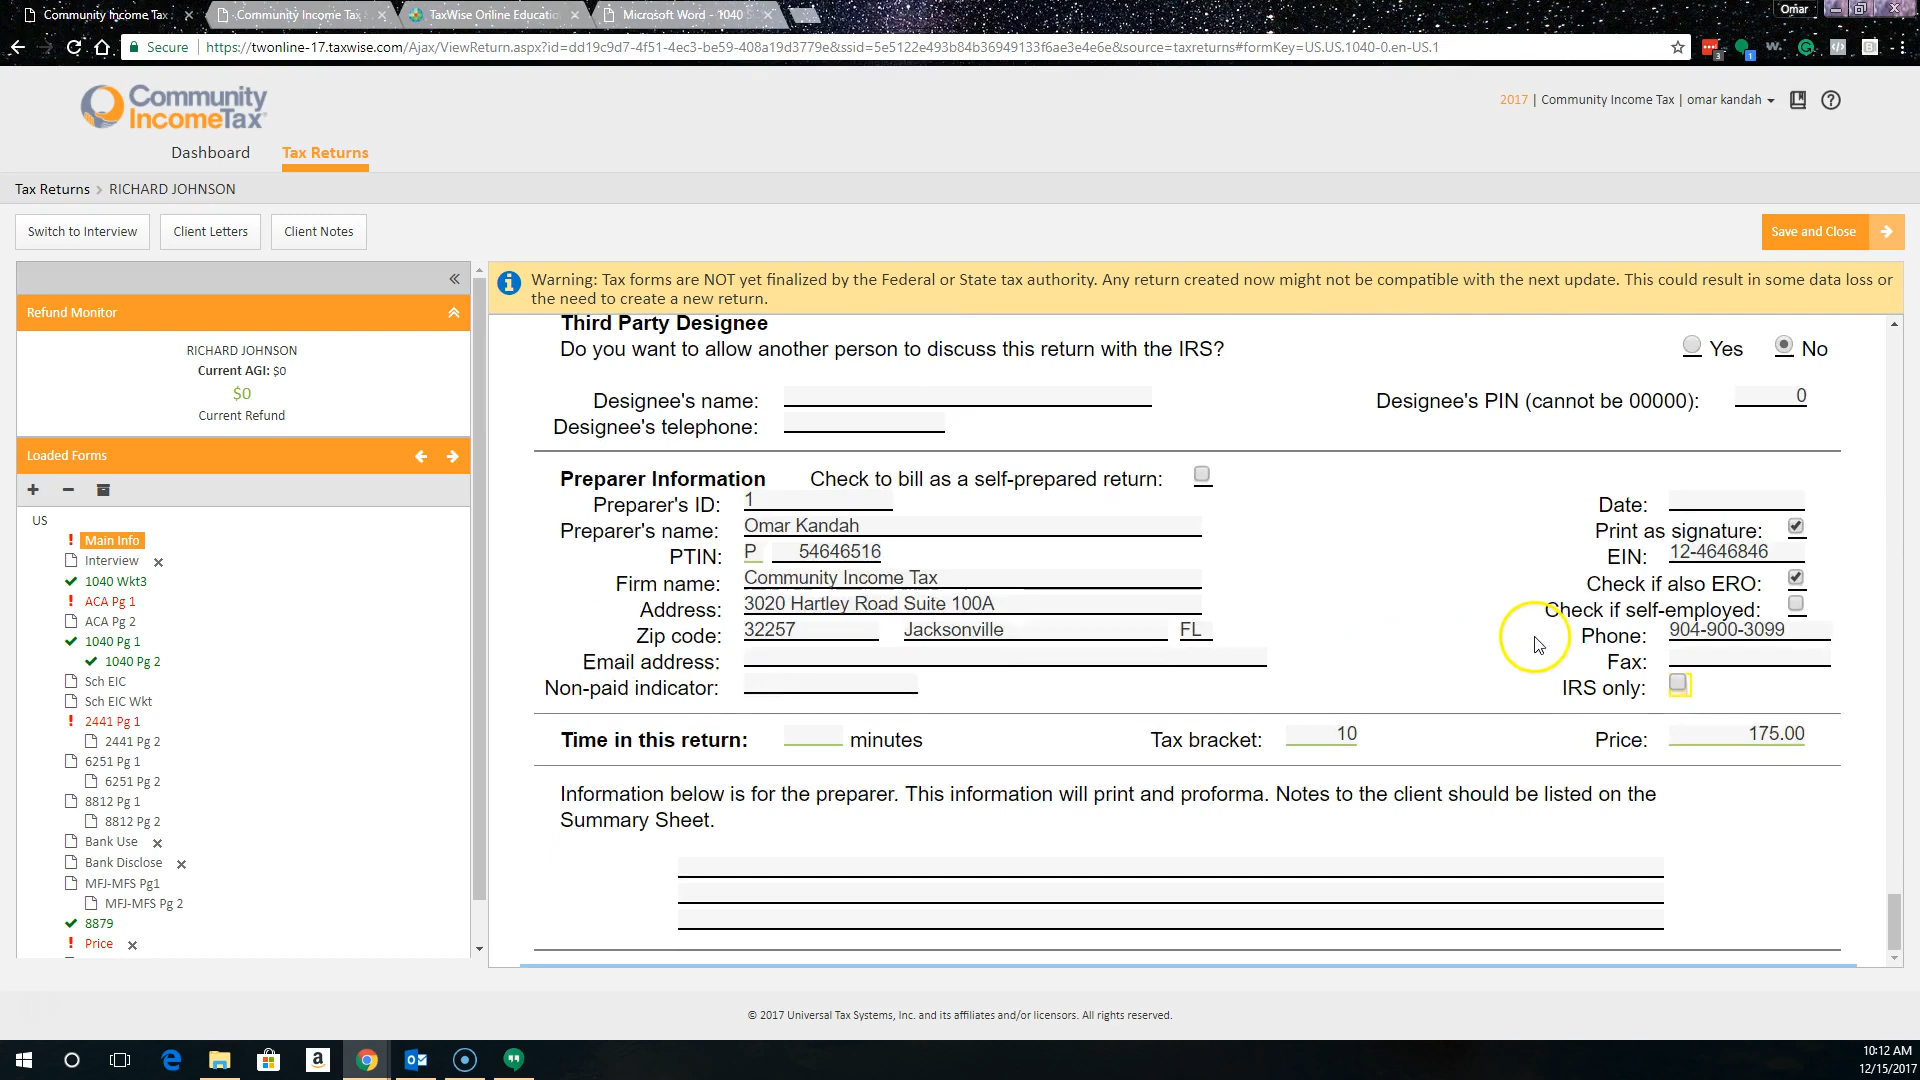 Community Income Tax
Community Income Tax
TaxWise Online Educatio
Microsoft Word - 1040 S
Omar
Secure
https://twonline-17.taxwise.com/Ajax/ViewReturn.aspx?id=dd19c9d7-4f51-4ec3-be59-408a19d3779e&ssid=5e5122e493b84b36949133f6ae3e4e6e&source=taxreturns#formKey=US.US.1040-0.en-US.1
Community
IncomeTax
2017 | Community Income Tax | omar kandah
Dashboard
Tax Returns
Tax Returns > RICHARD JOHNSON
Switch to Interview
Client Letters
Client Notes
Save and Close
Refund Monitor
RICHARD JOHNSON
Current AGI: $0
$0
Current Refund
Loaded Forms
US
! Main Info
Interview
1040 Wkt3
! ACA Pg 1
ACA Pg 2
1040 Pg 1
1040 Pg 2
Sch EIC
Sch EIC Wkt
! 2441 Pg 1
2441 Pg 2
6251 Pg 1
6251 Pg 2
8812 Pg 1
8812 Pg 2
Bank Use
Bank Disclose
MFJ-MFS Pg1
MFJ-MFS Pg 2
8879
! Price
Warning: Tax forms are NOT yet finalized by the Federal or State tax authority. Any return created now might not be compatible with the next update. This could result in some data loss or
the need to create a new return.
Third Party Designee
Do you want to allow another person to discuss this return with the IRS? Yes No
Designee's name: Designee's PIN (cannot be 00000): 0
Designee's telephone:
Preparer Information Check to bill as a self-prepared return:
Preparer's ID: 1 Date:
Preparer's name: Omar Kandah Print as signature:
PTIN: P 54646516 EIN: 12-4646846
Firm name: Community Income Tax Check if also ERO:
Address: 3020 Hartley Road Suite 100A Check if self-employed:
Zip code: 32257 Jacksonville FL Phone: 904-900-3099
Email address: Fax:
Non-paid indicator: IRS only:
Time in this return: minutes Tax bracket: 10 Price: 175.00
Information below is for the preparer. This information will print and proforma. Notes to the client should be listed on the
Summary Sheet.
© 2017 Universal Tax Systems, Inc. and its affiliates and/or licensors. All rights reserved.
10:12 AM
12/15/2017